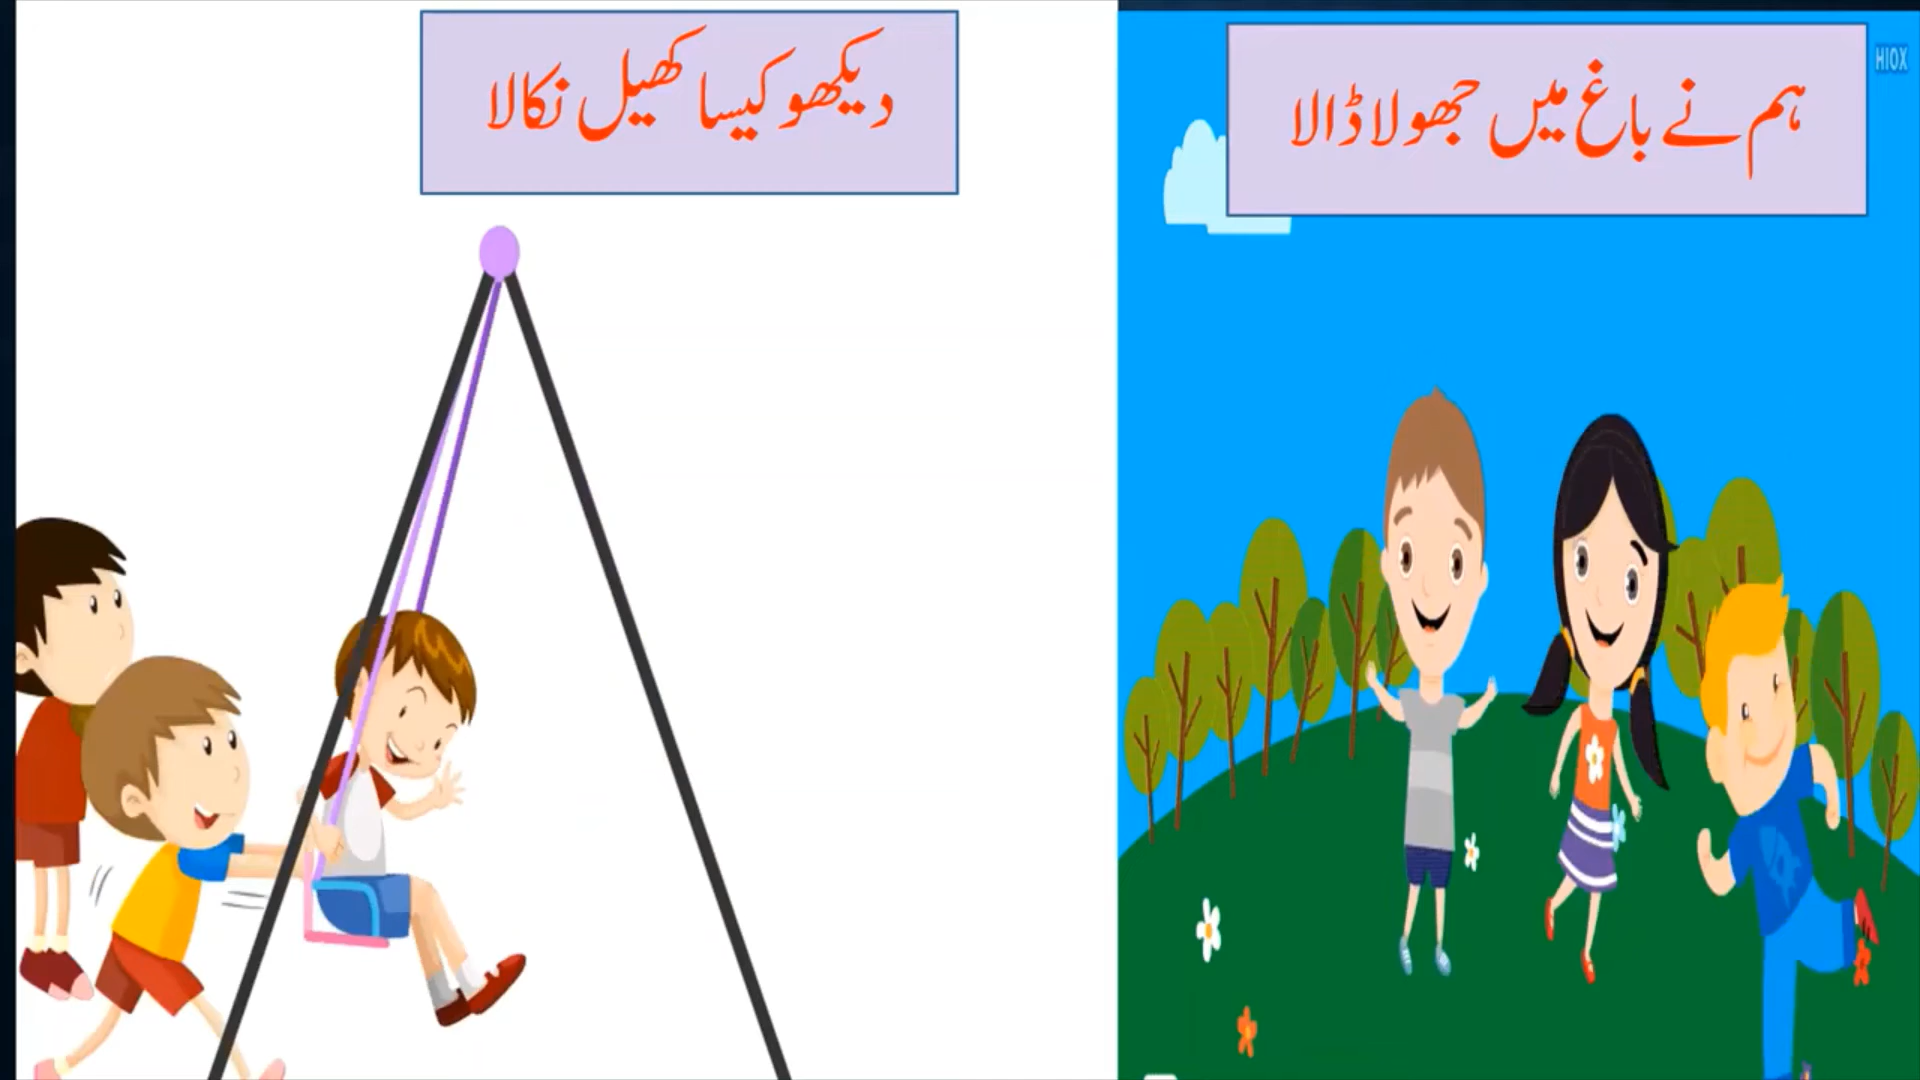 ہم نے باغ میں جھولا ڈالا
دیکھو کیسا کھیل نکالا
HIOX